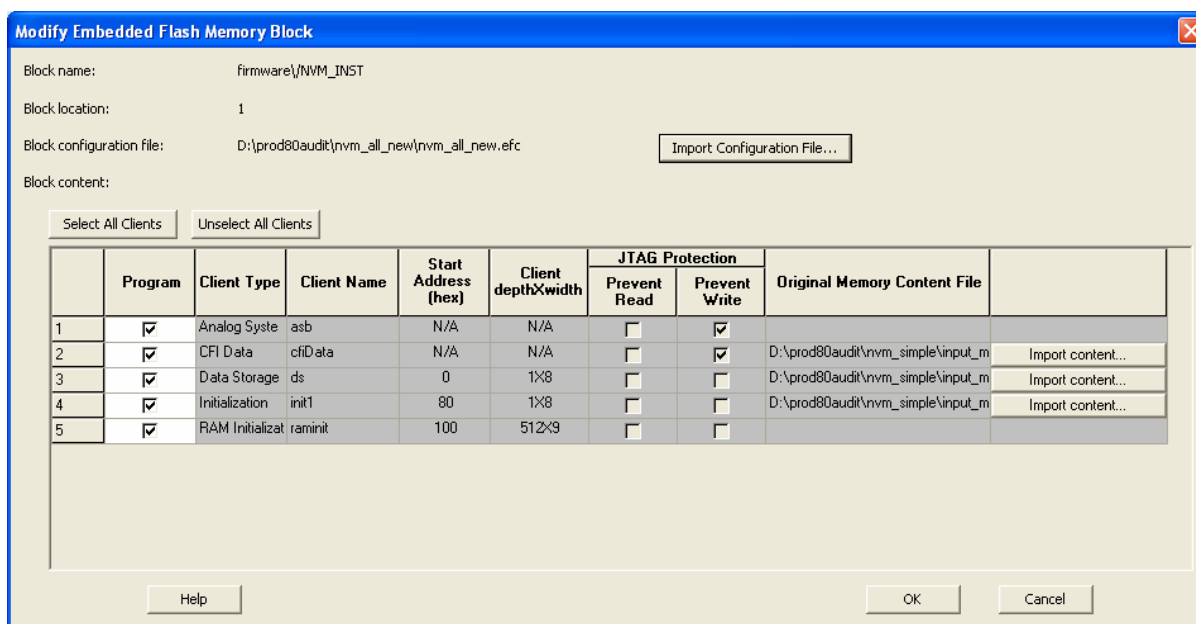 Modify Embedded Flash Memory Block
Block name: firmware\/NVM_INST
Block location: 1
Block configuration file: D:\prod80audit\nvm_all_new\nvm_all_new.efc Import Configuration File...
Block content:
Select All Clients Unselect All Clients
Program Client Type Client Name Start Address (hex) Client depthXwidth JTAG Protection Prevent Read Prevent Write Original Memory Content File
1 Analog Syste asb N/A N/A
2 CFI Data cfiData N/A N/A D:\prod80audit\nvm_simple\input_m Import content...
3 Data Storage ds 0 1X8 D:\prod80audit\nvm_simple\input_m Import content...
4 Initialization init1 80 1X8 D:\prod80audit\nvm_simple\input_m Import content...
5 RAM Initializat raminit 100 512X9
Help OK Cancel